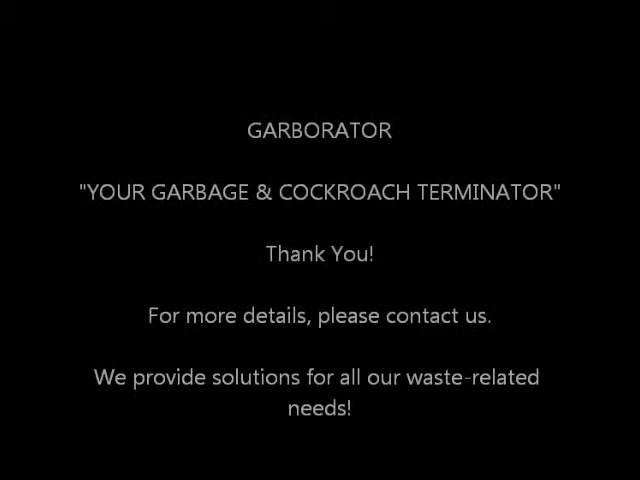 GARBORATOR
"YOUR GARBAGE & COCKROACH TERMINATOR"
Thank You!
For more details, please contact us.
We provide solutions for all our waste-related
needs!